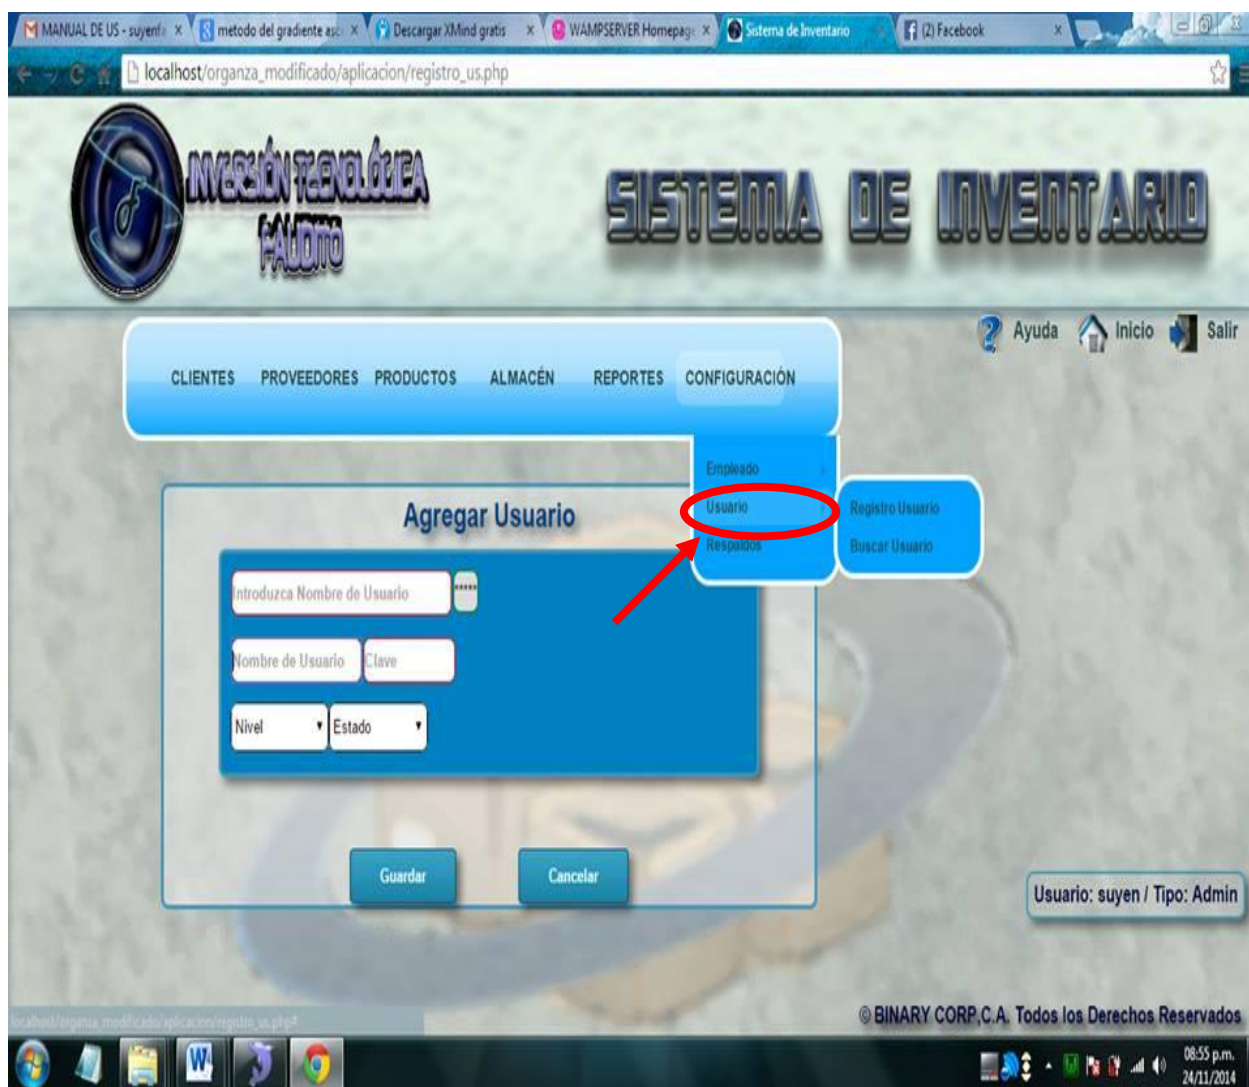 MANUAL DE US - suyenf
metodo del gradiente asc
Descargar XMind gratis
WAMPSERVER Homepage
Sistema de Inventario
(2) Facebook
localhost/organza_modificado/aplicacion/registro_us.php
INVERSIÓN TECNOLÓGICA
SISTEMA DE INVENTARIO
Ayuda Inicio Salir
CLIENTES PROVEEDORES PRODUCTOS ALMACÉN REPORTES CONFIGURACIÓN
Empleado
Usuario
Respaldos
Registro Usuario
Buscar Usuario
Agregar Usuario
Introduzca Nombre de Usuario *****
Nombre de Usuario Clave
Nivel Estado
Guardar Cancelar
Usuario: suyen / Tipo: Admin
© BINARY CORP,C.A. Todos los Derechos Reservados
localhost/organza_modificado/aplicacion/registro_us.php#
08:55 p.m.
24/11/2014